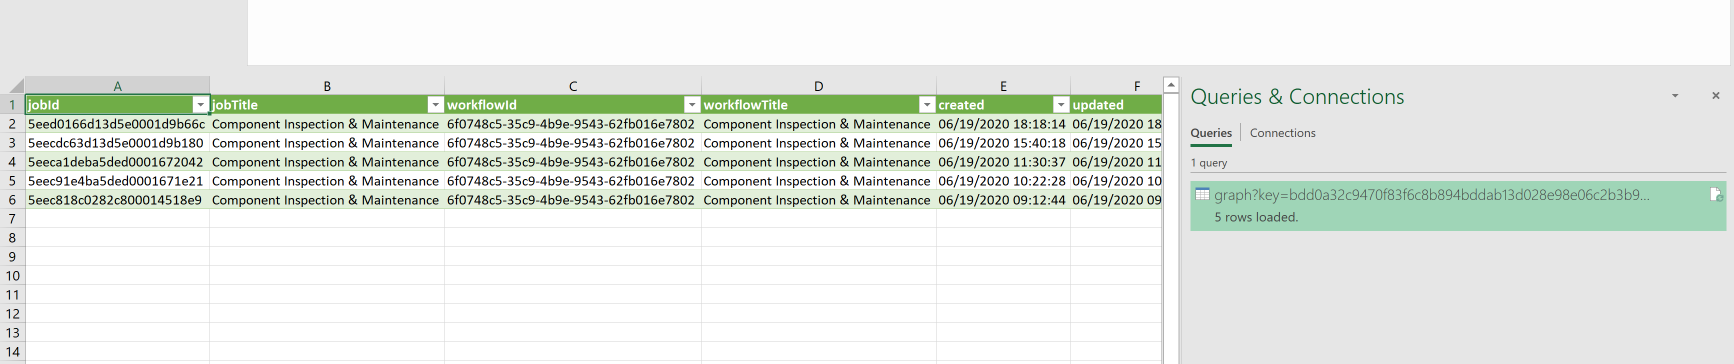 A B C D E F
1 jobId jobTitle workflowId workflowTitle created updated
2 5eed0166d13d5e0001d9b66c Component Inspection & Maintenance 6f0748c5-35c9-4b9e-9543-62fb016e7802 Component Inspection & Maintenance 06/19/2020 18:18:14 06/19/2020 18
3 5eecdc63d13d5e0001d9b180 Component Inspection & Maintenance 6f0748c5-35c9-4b9e-9543-62fb016e7802 Component Inspection & Maintenance 06/19/2020 15:40:18 06/19/2020 15
4 5eeca1deba5ded0001672042 Component Inspection & Maintenance 6f0748c5-35c9-4b9e-9543-62fb016e7802 Component Inspection & Maintenance 06/19/2020 11:30:37 06/19/2020 11
5 5eec91e4ba5ded0001671e21 Component Inspection & Maintenance 6f0748c5-35c9-4b9e-9543-62fb016e7802 Component Inspection & Maintenance 06/19/2020 10:22:28 06/19/2020 10
6 5eec818c0282c800014518e9 Component Inspection & Maintenance 6f0748c5-35c9-4b9e-9543-62fb016e7802 Component Inspection & Maintenance 06/19/2020 09:12:44 06/19/2020 09
7
8
9
10
11
12
13
14
Queries & Connections
Queries Connections
1 query
graph?key=bdd0a32c9470f83f6c8b894bddab13d028e98e06c2b3b9...
5 rows loaded.